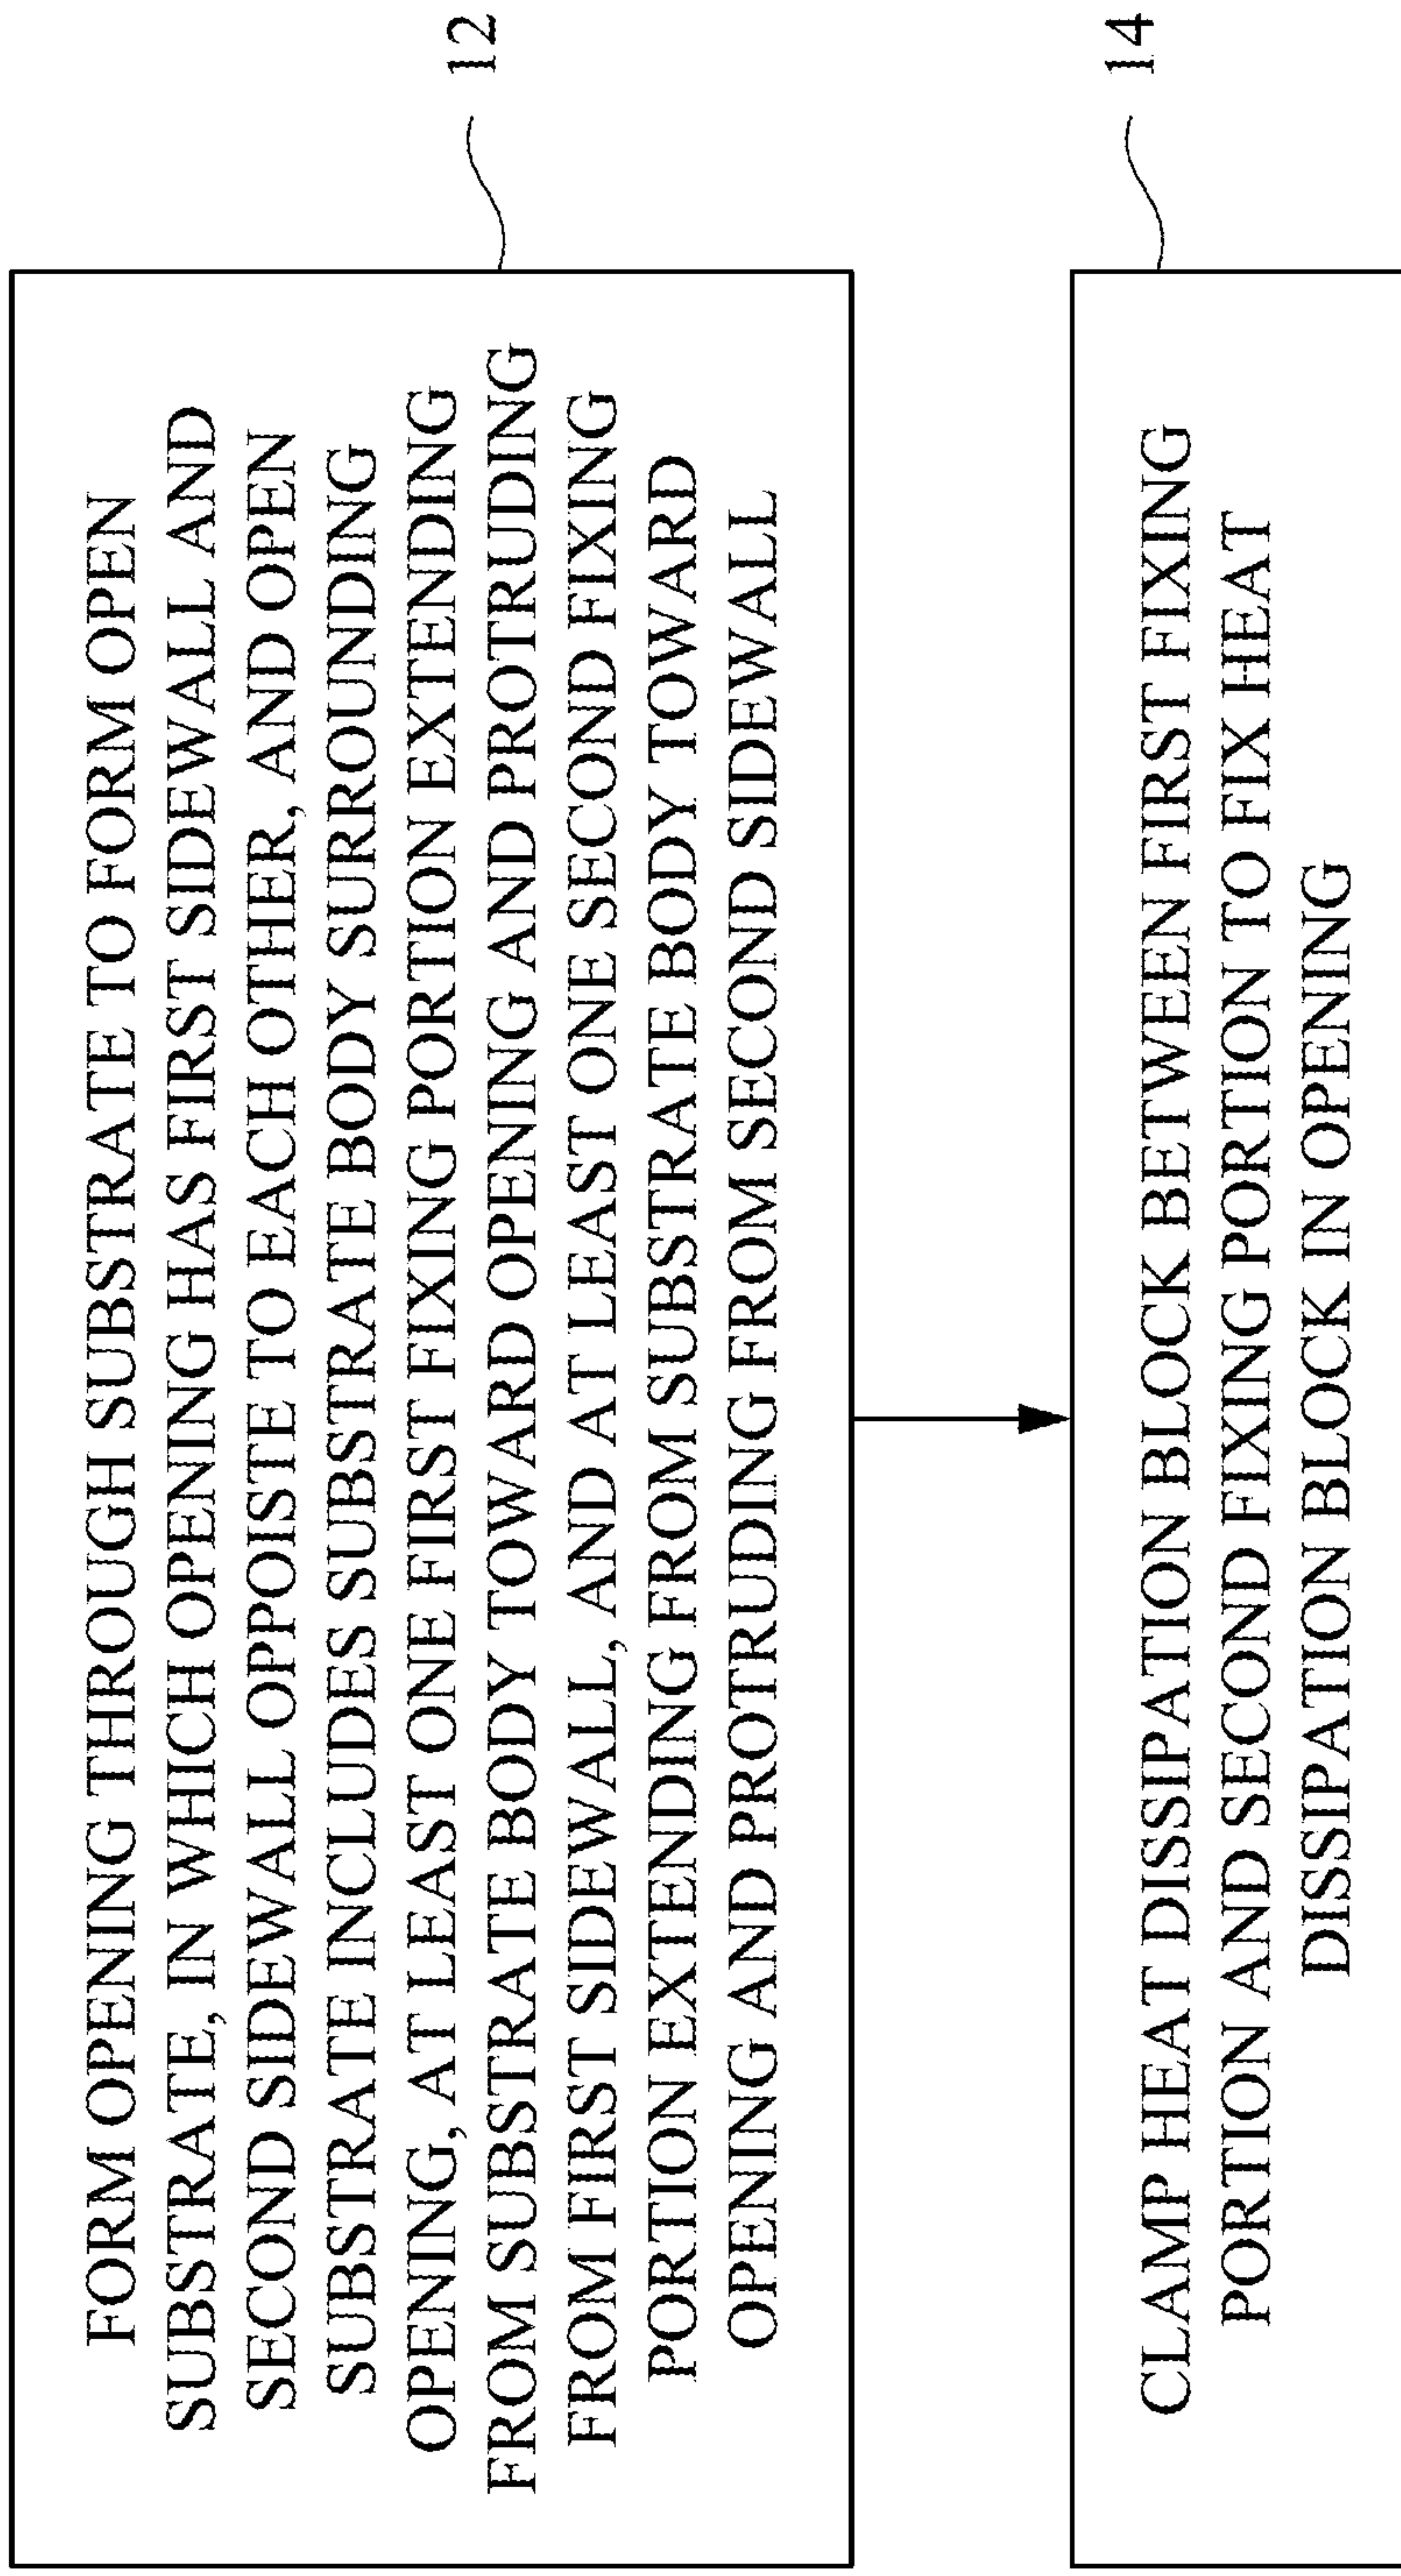 FORM OPENING THROUGH SUBSTRATE TO FORM OPEN
SUBSTRATE, IN WHICH OPENING HAS FIRST SIDEWALL AND
SECOND SIDEWALL OPPOISTE TO EACH OTHER, AND OPEN
SUBSTRATE INCLUDES SUBSTRATE BODY SURROUNDING
OPENING, AT LEAST ONE FIRST FIXING PORTION EXTENDING
FROM SUBSTRATE BODY TOWARD OPENING AND PROTRUDING
FROM FIRST SIDEWALL, AND AT LEAST ONE SECOND FIXING
PORTION EXTENDING FROM SUBSTRATE BODY TOWARD
OPENING AND PROTRUDING FROM SECOND SIDEWALL
12
CLAMP HEAT DISSIPATION BLOCK BETWEEN FIRST FIXING
PORTION AND SECOND FIXING PORTION TO FIX HEAT
DISSIPATION BLOCK IN OPENING
14